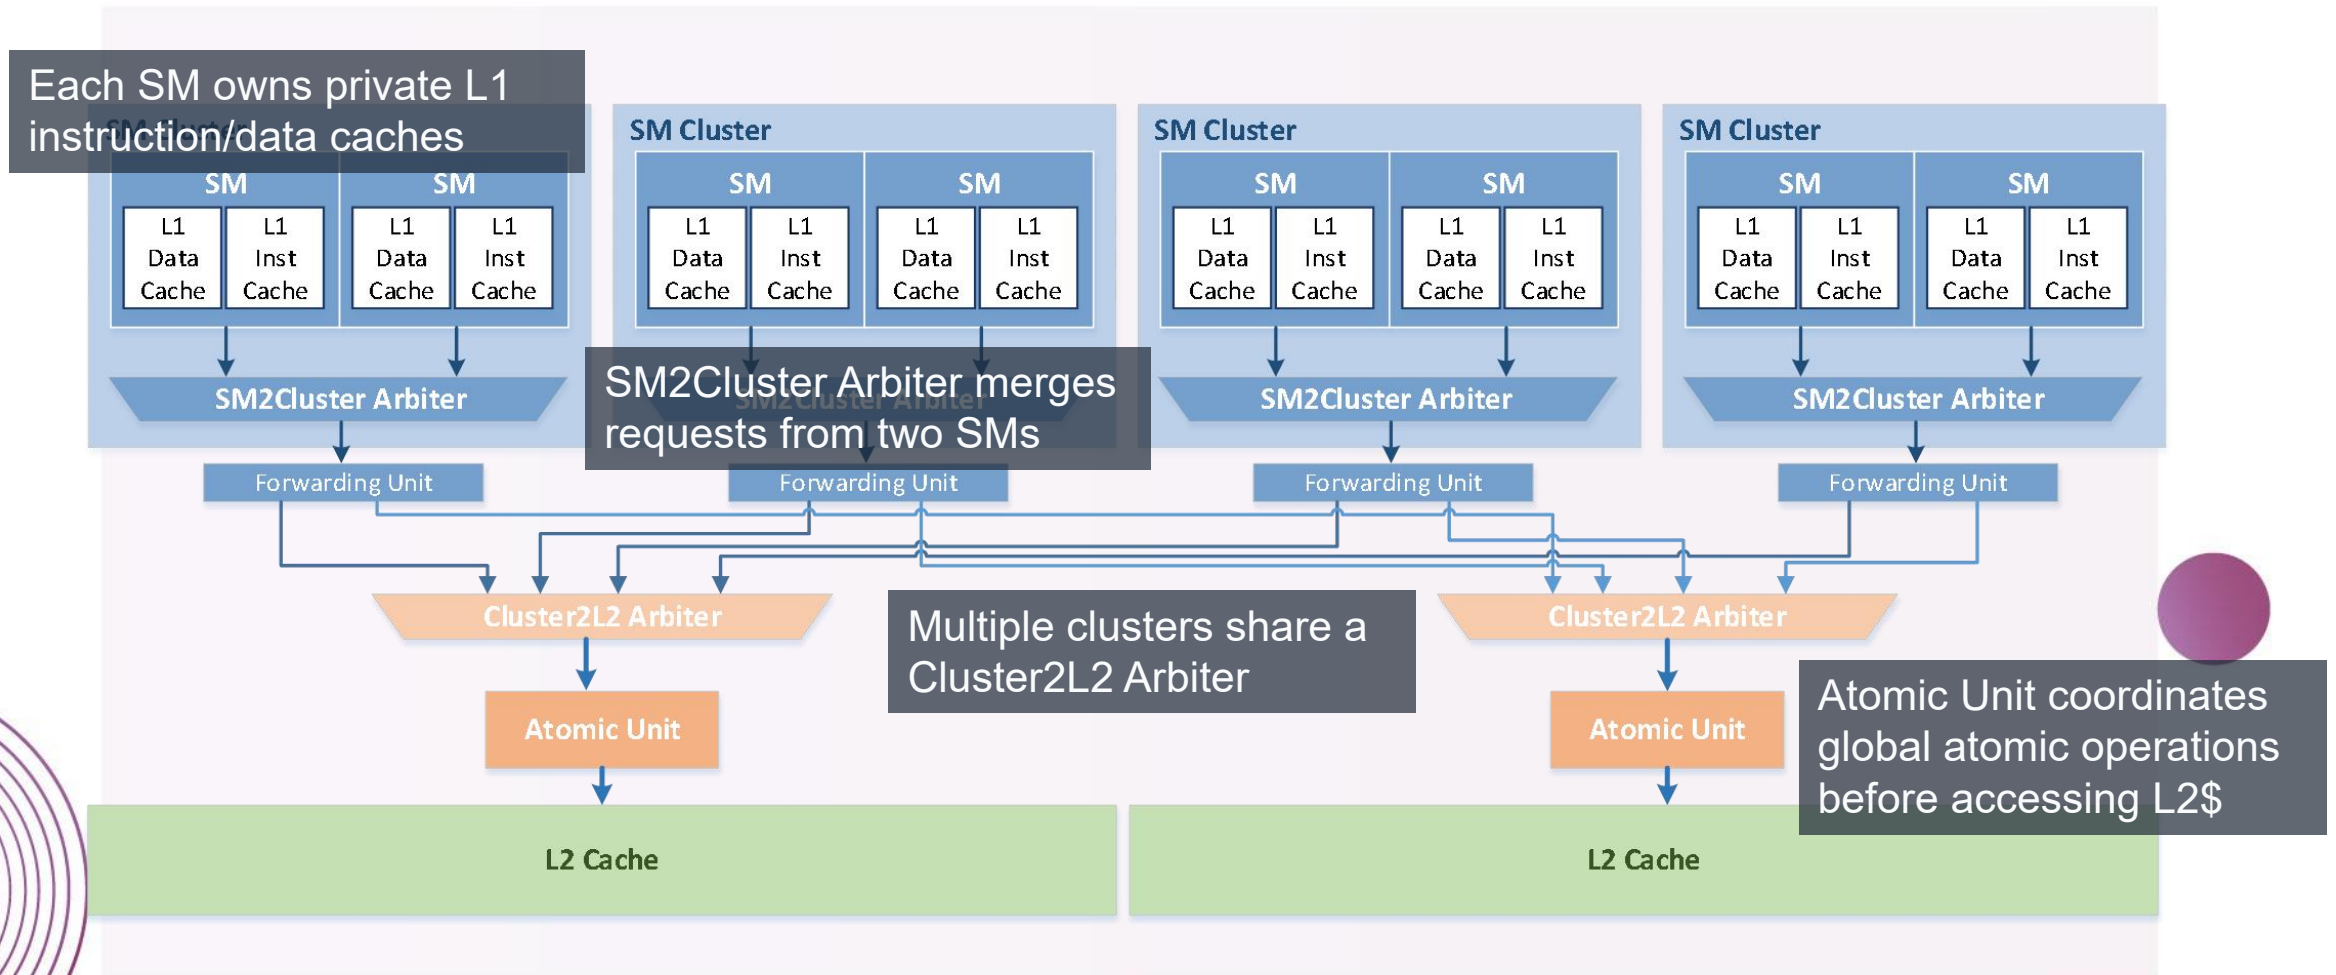 Each SM owns private L1
instruction/data caches
SM Cluster
SM Cluster
SM Cluster
SM Cluster
SM
SM
SM
SM
SM
SM
SM
SM
L1
Data
Cache
L1
Inst
Cache
L1
Data
Cache
L1
Inst
Cache
L1
Data
Cache
L1
Inst
Cache
L1
Data
Cache
L1
Inst
Cache
L1
Data
Cache
L1
Inst
Cache
L1
Data
Cache
L1
Inst
Cache
L1
Data
Cache
L1
Inst
Cache
L1
Data
Cache
L1
Inst
Cache
SM2Cluster Arbiter
SM2Cluster Arbiter merges
requests from two SMs
SM2Cluster Arbiter
SM2Cluster Arbiter
SM2Cluster Arbiter
Forwarding Unit
Forwarding Unit
Forwarding Unit
Forwarding Unit
Cluster2L2 Arbiter
Multiple clusters share a
Cluster2L2 Arbiter
Cluster2L2 Arbiter
Atomic Unit
Atomic Unit
Atomic Unit coordinates
global atomic operations
before accessing L2$
L2 Cache
L2 Cache